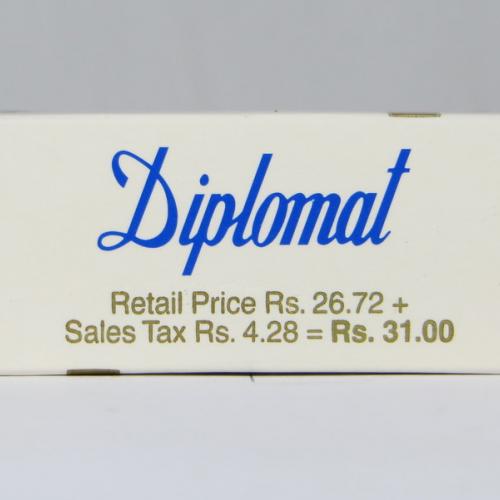 Diplomat
Retail Price Rs. 26.72 +
Sales Tax Rs. 4.28 = Rs. 31.00